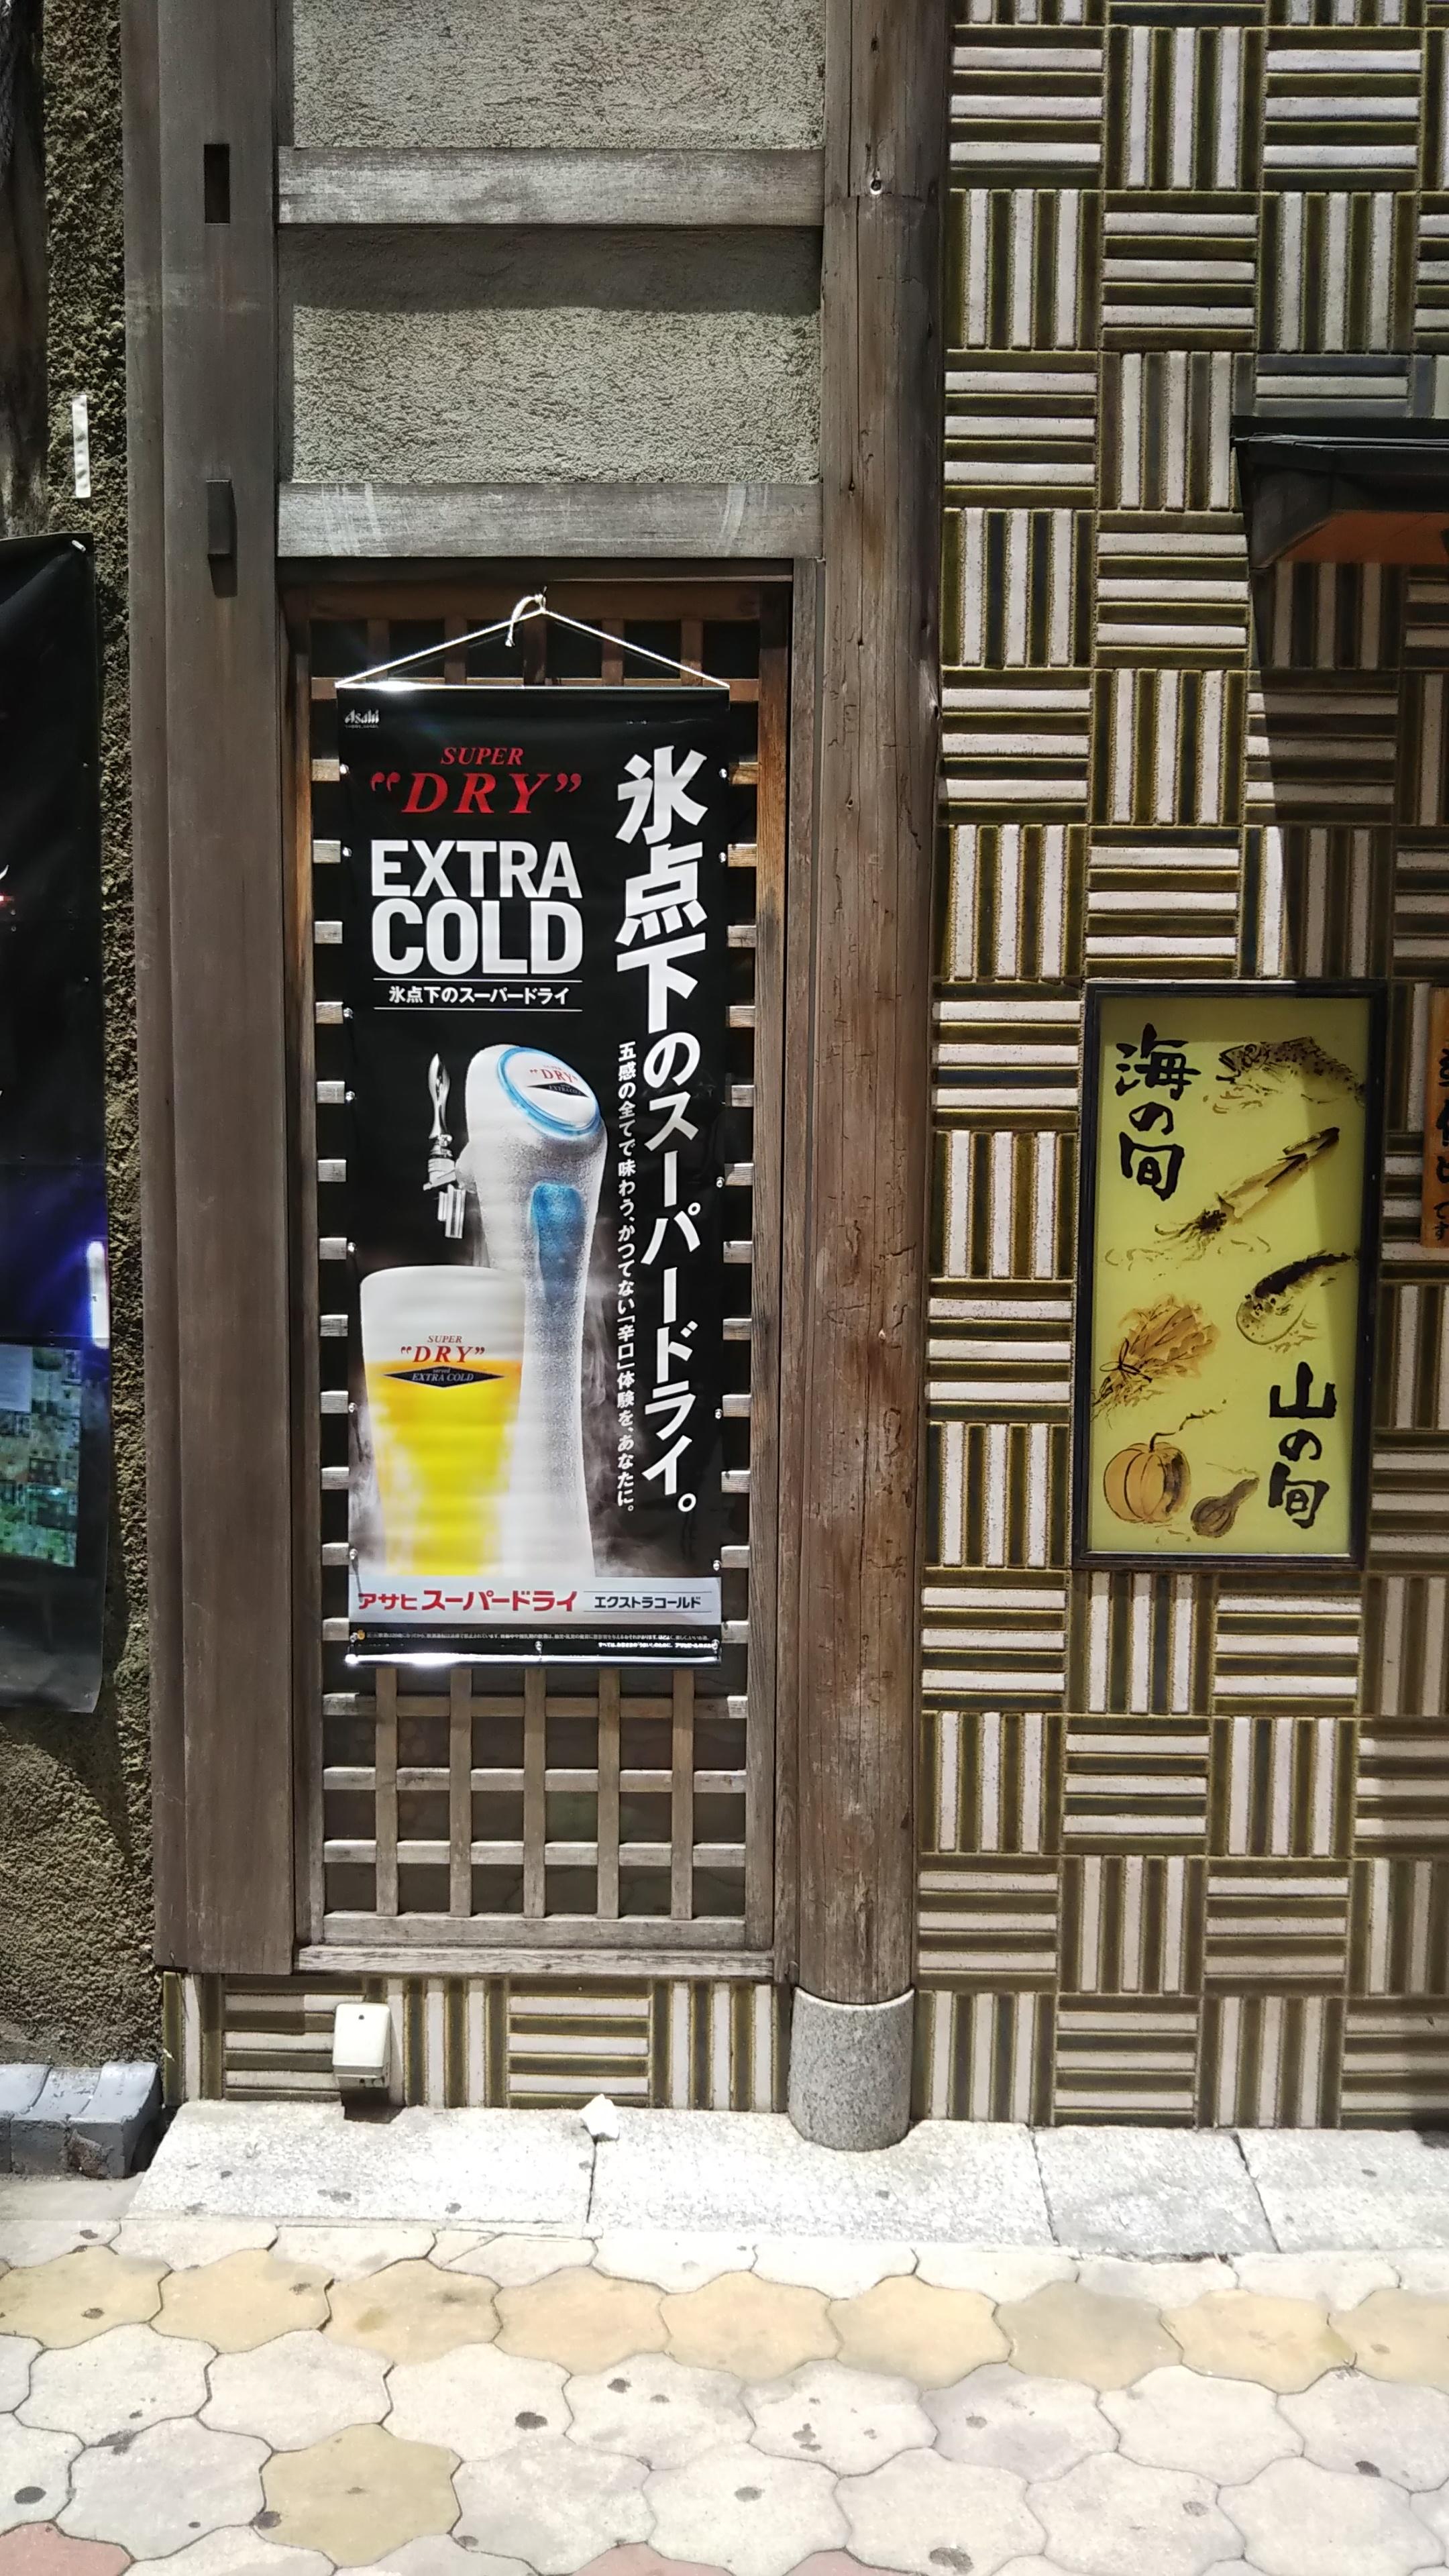 Asahi
SUPER
"DRY"
EXTRA
COLD
氷点下のスーパードライ
氷点下のスーパードライ。
五感の全てで味わう、かつてない「辛口」体験を、あなたに。
"DRY"
SUPER
"DRY"
EXTRA COLD
アサヒスーパードライ エクストラコールド
海の旬
山の旬
です